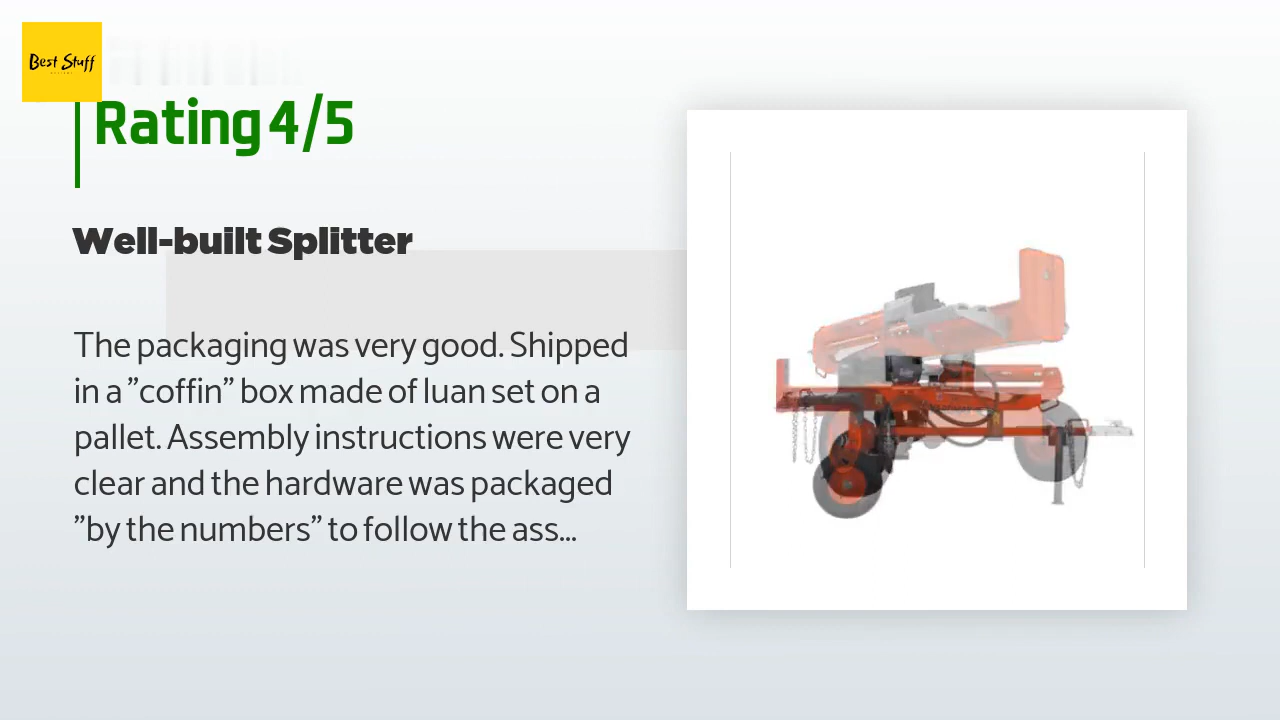 Best Stuff
Rating 4/5
Well-built Splitter
The packaging was very good. Shipped
in a ”coffin” box made of luan set on a
pallet. Assembly instructions were very
clear and the hardware was packaged
”by the numbers” to follow the ass...